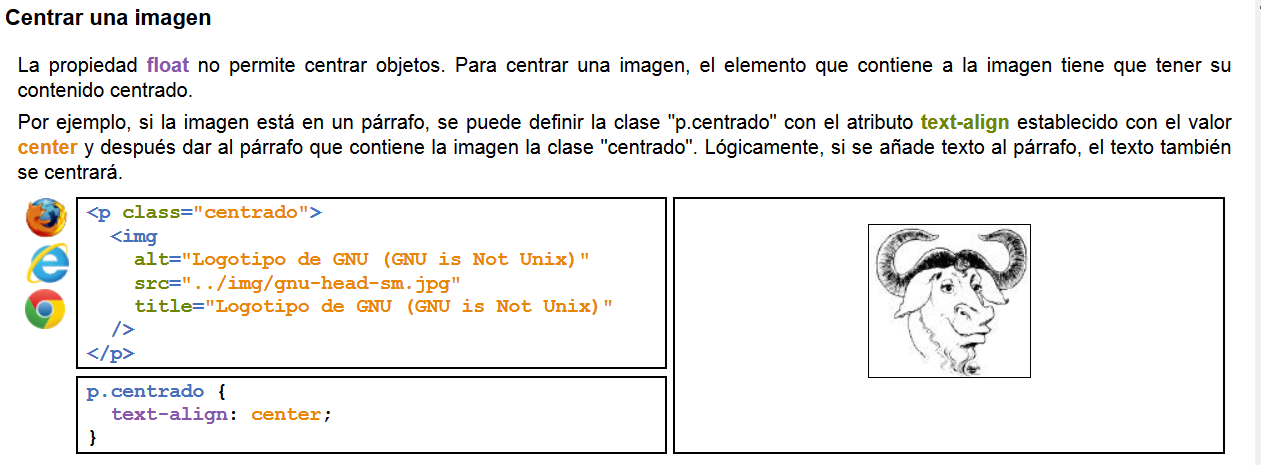 Centrar una imagen
La propiedad float no permite centrar objetos. Para centrar una imagen, el elemento que contiene a la imagen tiene que tener su
contenido centrado.
Por ejemplo, si la imagen está en un párrafo, se puede definir la clase "p.centrado" con el atributo text-align establecido con el valor
center y después dar al párrafo que contiene la imagen la clase "centrado". Lógicamente, si se añade texto al párrafo, el texto también
se centrará.
<p class="centrado">
  <img
    alt="Logotipo de GNU (GNU is Not Unix)"
    src="../img/gnu-head-sm.jpg"
    title="Logotipo de GNU (GNU is Not Unix)"
  />
</p>
p.centrado {
  text-align: center;
}